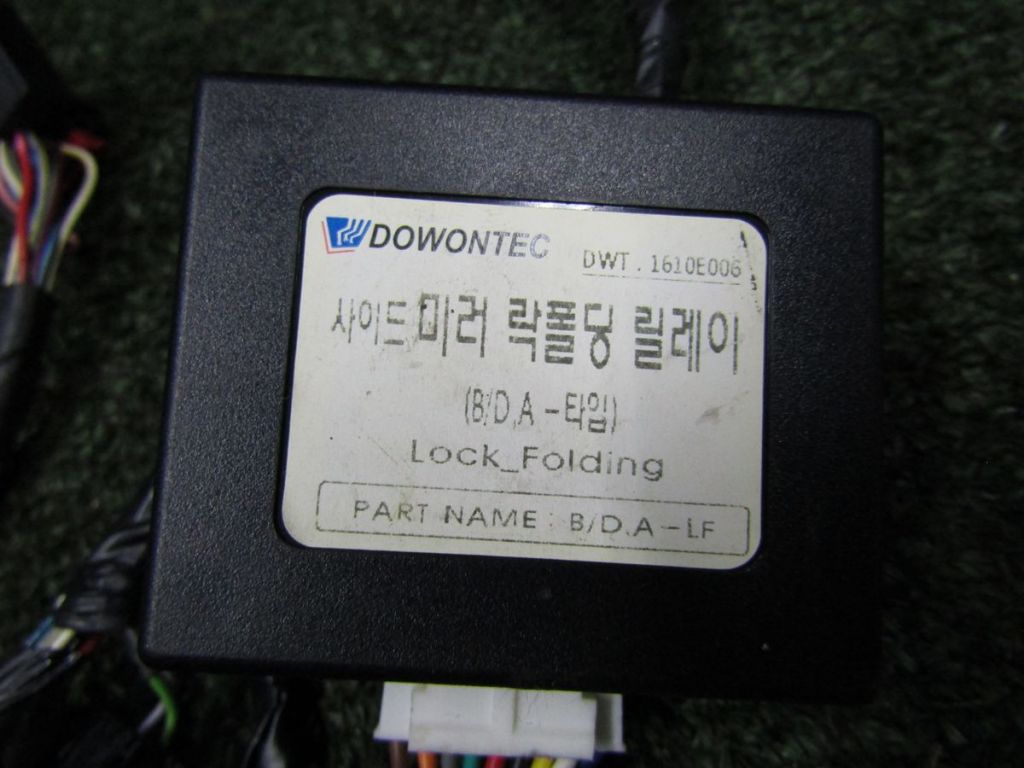 DOWONTEC
DWT . 1610E006
사이드 미러 락폴딩 릴레이
(B/D,A - 타임)
Lock_Folding
PART NAME : B/D.A - LF